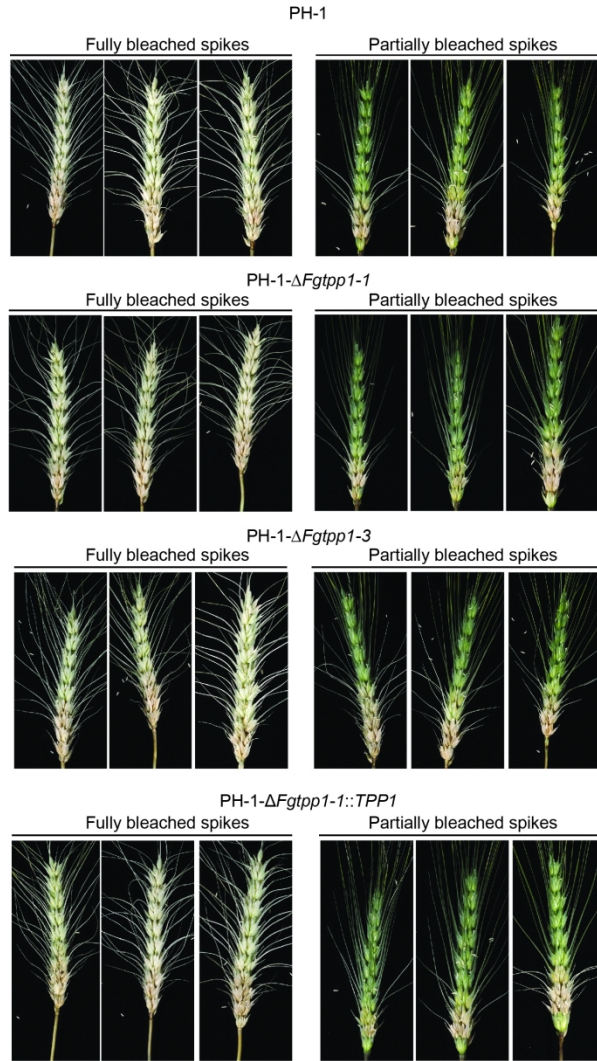 PH-1
Fully bleached spikes Partially bleached spikes
PH-1-ΔFgtpp1-1
Fully bleached spikes Partially bleached spikes
PH-1-ΔFgtpp1-3
Fully bleached spikes Partially bleached spikes
PH-1-ΔFgtpp1-1::TPP1
Fully bleached spikes Partially bleached spikes